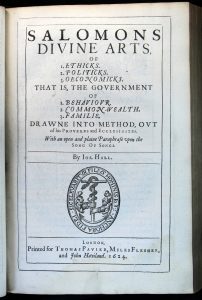 SALOMONS
DIVINE ARTS,
OF
1. ETHICKS.
2. POLITICKS.
3. OECONOMICKS.
THAT IS, THE GOVERNMENT
OF
1. BEHAVIOVR.
2. COMMON-WEALTH.
3. FAMILIE.
DRAWNE INTO METHOD, OVT
of his PROVERBS and ECCLESIASTES.
With an open and plaine Paraphrase vpon the
SONG OF SONGS.
By IOS. HALL.
LONDON,
Printed for THOMAS PAVIER, MILES FLESHER,
and John Haviland. 1624.